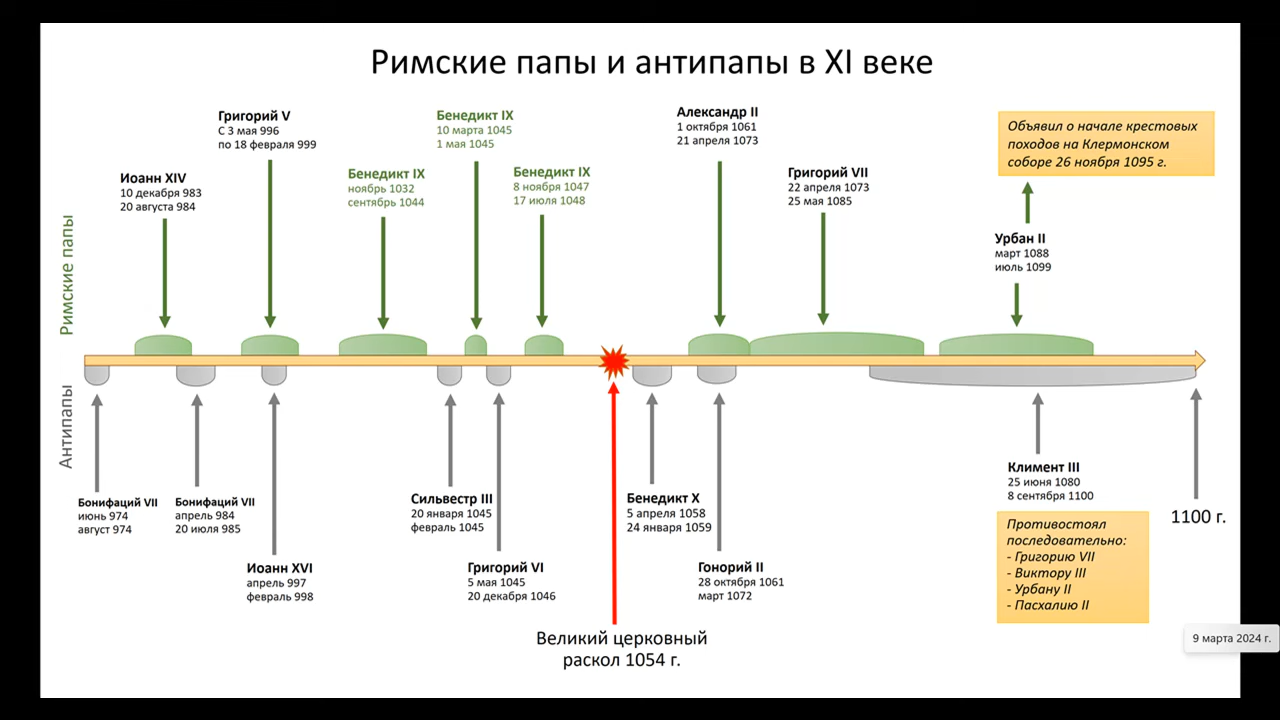 Римские папы и антипапы в XI веке
Римские папы
Иоанн XIV
10 декабря 983
20 августа 984
Григорий V
С 3 мая 996
по 18 февраля 999
Бенедикт IX
ноябрь 1032
сентябрь 1044
Бенедикт IX
10 марта 1045
1 мая 1045
Бенедикт IX
8 ноября 1047
17 июля 1048
Александр II
1 октября 1061
21 апреля 1073
Григорий VII
22 апреля 1073
25 мая 1085
Объявил о начале крестовых
походов на Клермонском
соборе 26 ноября 1095 г.
Урбан II
март 1088
июль 1099
Антипапы
Бонифаций VII
июнь 974
август 974
Бонифаций VII
апрель 984
20 июля 985
Иоанн XVI
апрель 997
февраль 998
Сильвестр III
20 января 1045
февраль 1045
Григорий VI
5 мая 1045
20 декабря 1046
Великий церковный
раскол 1054 г.
Бенедикт X
5 апреля 1058
24 января 1059
Гонорий II
28 октября 1061
март 1072
Климент III
25 июня 1080
8 сентября 1100
Противостоял
последовательно:
- Григорию VII
- Виктору III
- Урбану II
- Пасхалию II
1100 г.
9 марта 2024 г.